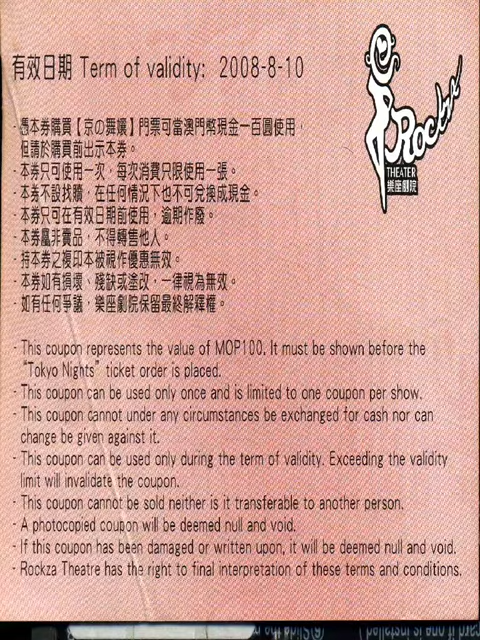 有效日期 Term of validity: 2008-8-10
Rockza
THEATER
樂座劇院
·憑本券購買【京の舞孃】門票可當澳門幣現金一百圓使用，
但請於購買前出示本券。
·本券只可使用一次，每次消費只限使用一張。
·本券不設找贖，在任何情況下也不可兌換成現金。
·本券只可在有效日期前使用，逾期作廢。
·本券屬非賣品，不得轉售他人。
·持本券之複印本被視作優惠無效。
·本券如有損壞、殘缺或塗改，一律視為無效。
·如有任何爭議，樂座劇院保留最終解釋權。
- This coupon represents the value of MOP100. It must be shown before the
"Tokyo Nights" ticket order is placed.
- This coupon can be used only once and is limited to one coupon per show.
- This coupon cannot under any circumstances be exchanged for cash nor can
change be given against it.
- This coupon can be used only during the term of validity. Exceeding the validity
limit will invalidate the coupon.
- This coupon cannot be sold neither is it transferable to another person.
- A photocopied coupon will be deemed null and void.
- If this coupon has been damaged or written upon, it will be deemed null and void.
- Rockza Theatre has the right to final interpretation of these terms and conditions.